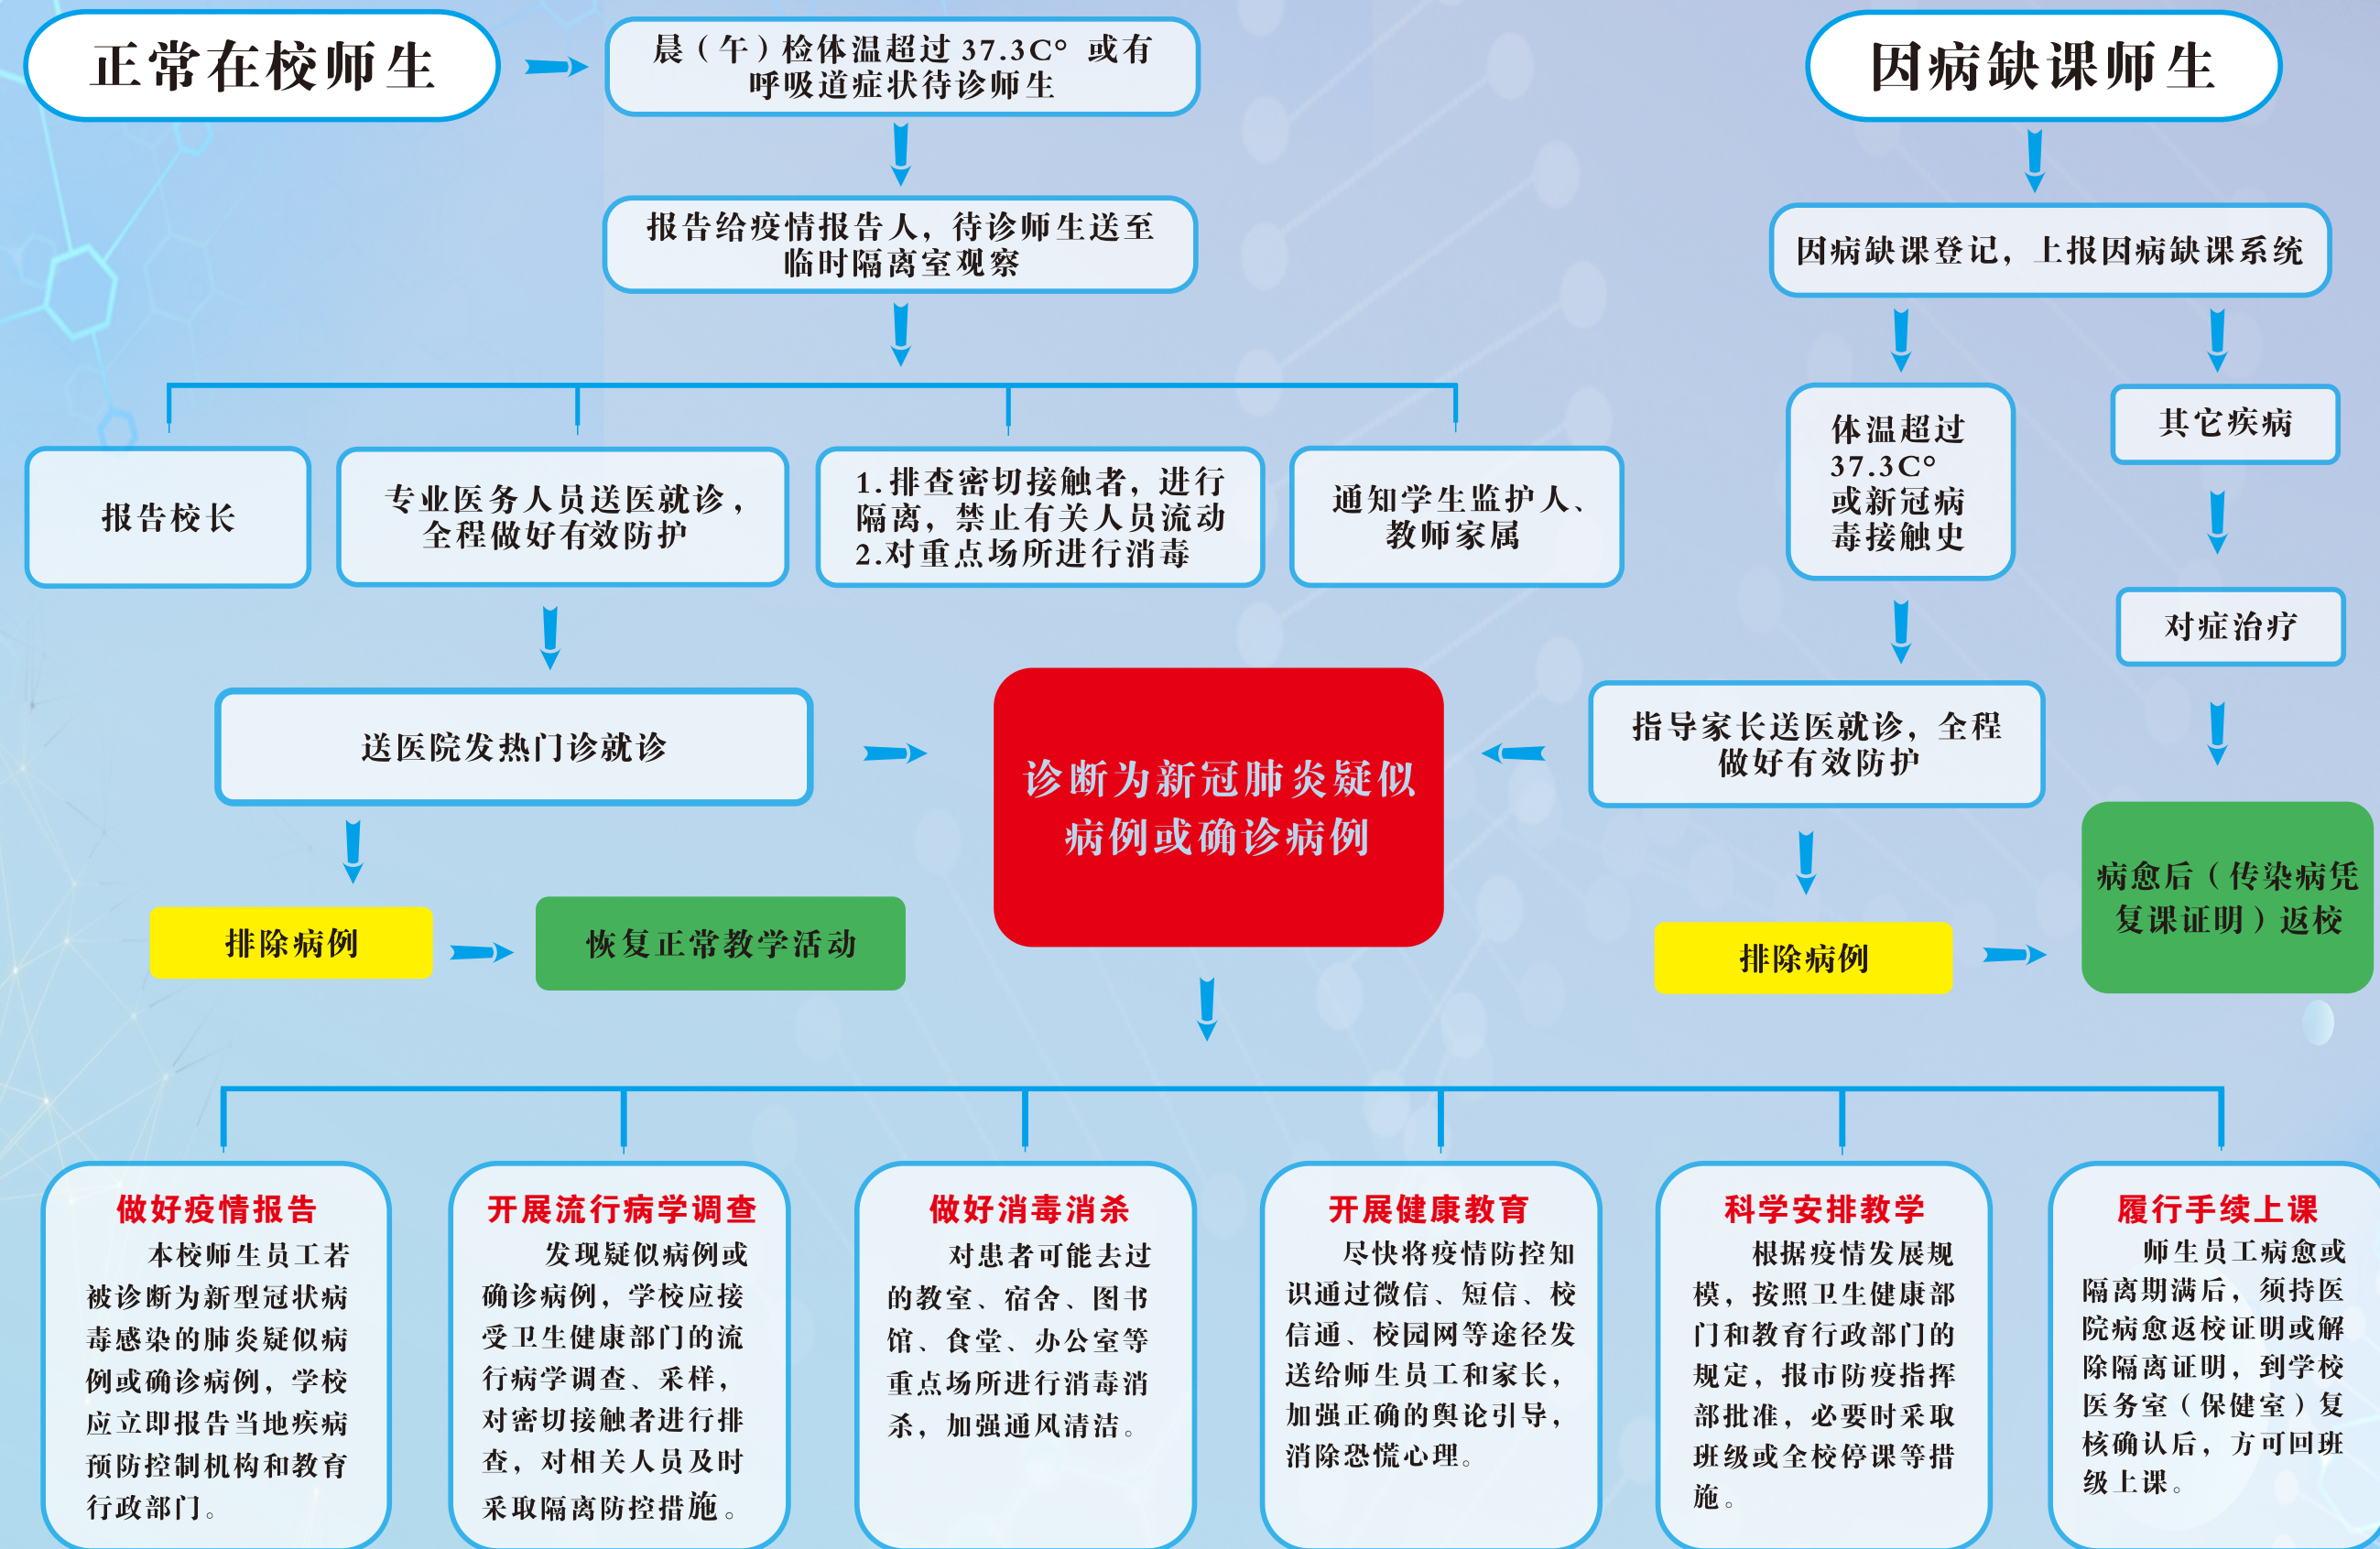 正常在校师生
晨（午）检体温超过 37.3C° 或有
呼吸道症状待诊师生
报告给疫情报告人，待诊师生送至
临时隔离室观察
报告校长
专业医务人员送医就诊，
全程做好有效防护
1.排查密切接触者，进行
隔离，禁止有关人员流动
2.对重点场所进行消毒
通知学生监护人、
教师家属
送医院发热门诊就诊
排除病例
恢复正常教学活动
诊断为新冠肺炎疑似
病例或确诊病例
因病缺课师生
因病缺课登记，上报因病缺课系统
体温超过
37.3C°
或新冠病
毒接触史
其它疾病
对症治疗
指导家长送医就诊，全程
做好有效防护
排除病例
病愈后（传染病凭
复课证明）返校
做好疫情报告
本校师生员工若
被诊断为新型冠状病
毒感染的肺炎疑似病
例或确诊病例，学校
应立即报告当地疾病
预防控制机构和教育
行政部门。
开展流行病学调查
发现疑似病例或
确诊病例，学校应接
受卫生健康部门的流
行病学调查、采样，
对密切接触者进行排
查，对相关人员及时
采取隔离防控措施。
做好消毒消杀
对患者可能去过
的教室、宿舍、图书
馆、食堂、办公室等
重点场所进行消毒消
杀，加强通风清洁。
开展健康教育
尽快将疫情防控知
识通过微信、短信、校
信通、校园网等途径发
送给师生员工和家长，
加强正确的舆论引导，
消除恐慌心理。
科学安排教学
根据疫情发展规
模，按照卫生健康部
门和教育行政部门的
规定，报市防疫指挥
部批准，必要时采取
班级或全校停课等措
施。
履行手续上课
师生员工病愈或
隔离期满后，须持医
院病愈返校证明或解
除隔离证明，到学校
医务室（保健室）复
核确认后，方可回班
级上课。